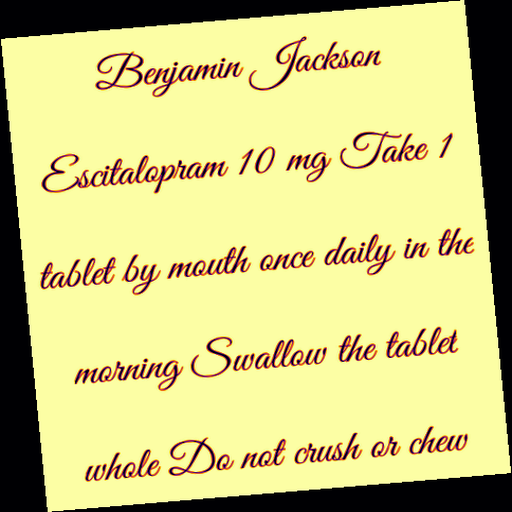 Benjamin Jackson
Escitalopram 10 mg Take 1
tablet by mouth once daily in the
morning Swallow the tablet
whole Do not crush or chew